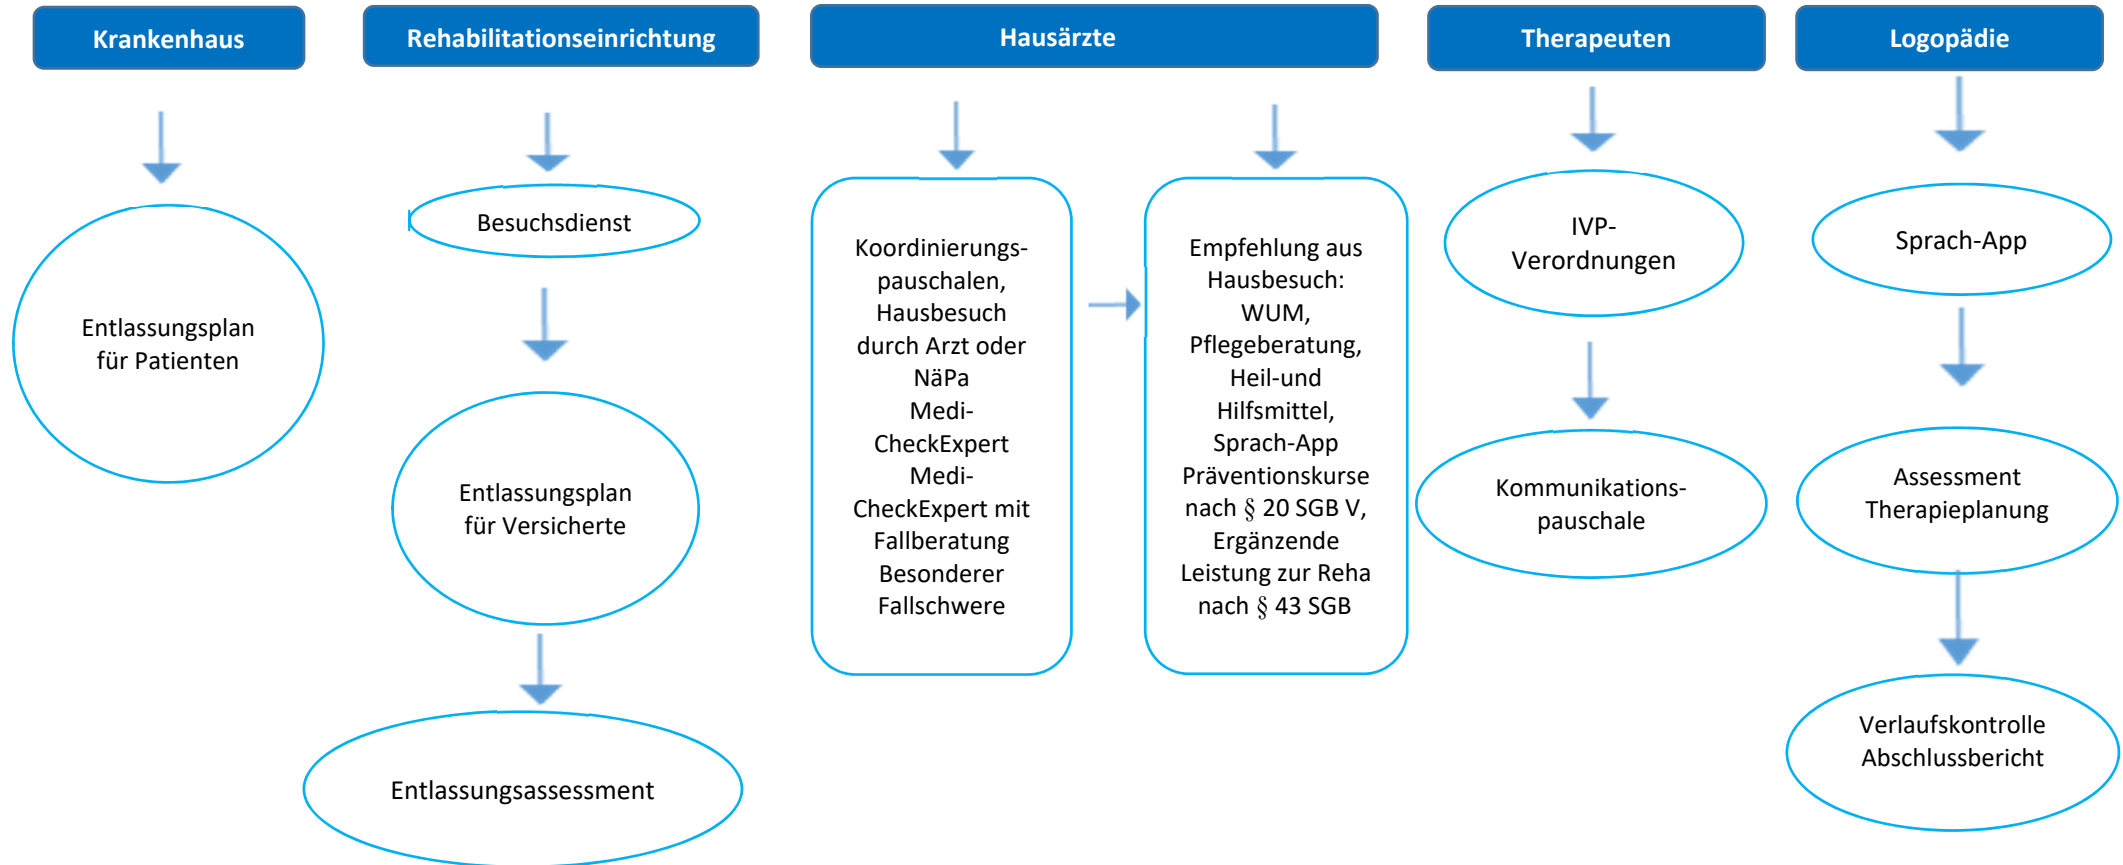 Krankenhaus
Rehabilitationseinrichtung
Hausärzte
Therapeuten
Logopädie
Entlassungsplan
für Patienten
Besuchsdienst
Entlassungsplan
für Versicherte
Entlassungsassessment
Koordinierungs-
pauschalen,
Hausbesuch
durch Arzt oder
NäPa
Medi-
CheckExpert
Medi-
CheckExpert mit
Fallberatung
Besonderer
Fallschwere
Empfehlung aus
Hausbesuch:
WUM,
Pflegeberatung,
Heil-und
Hilfsmittel,
Sprach-App
Präventionskurse
nach § 20 SGB V,
Ergänzende
Leistung zur Reha
nach § 43 SGB
IVP-
Verordnungen
Kommunikations-
pauschale
Sprach-App
Assessment
Therapieplanung
Verlaufskontrolle
Abschlussbericht